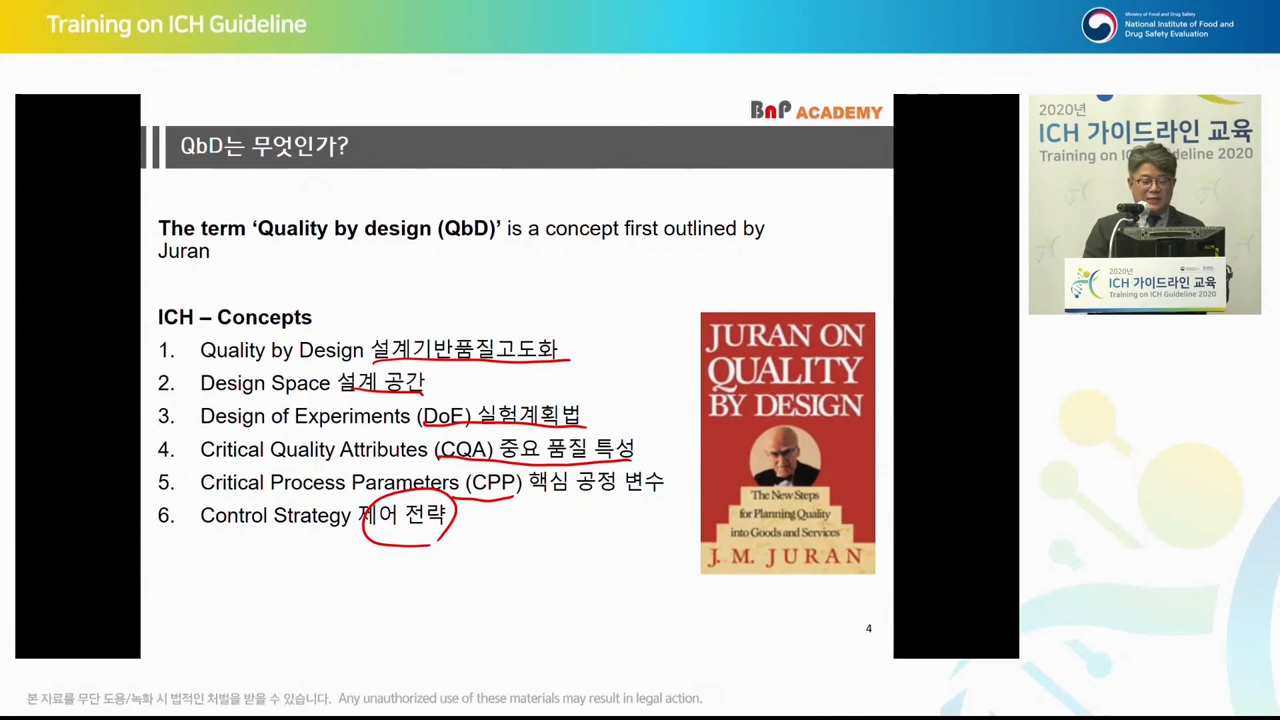 Training on ICH Guideline
Ministry of Food and Drug Safety
National Institute of Food and
Drug Safety Evaluation
BnP ACADEMY
QbD는 무엇인가?
The term ‘Quality by design (QbD)’ is a concept first outlined by
Juran
ICH – Concepts
1. Quality by Design 설계기반품질고도화
2. Design Space 설계 공간
3. Design of Experiments (DoE) 실험계획법
4. Critical Quality Attributes (CQA) 중요 품질 특성
5. Critical Process Parameters (CPP) 핵심 공정 변수
6. Control Strategy 제어 전략
JURAN ON
QUALITY
BY DESIGN
The New Steps
for Planning Quality
into Goods and Services
J. M. JURAN
4
2020년
ICH 가이드라인 교육
Training on ICH Guideline 2020
2020년
ICH 가이드라인 교육
Training on ICH Guideline 2020
본 자료를 무단 도용/녹화 시 법적인 처벌을 받을 수 있습니다. Any unauthorized use of these materials may result in legal action.